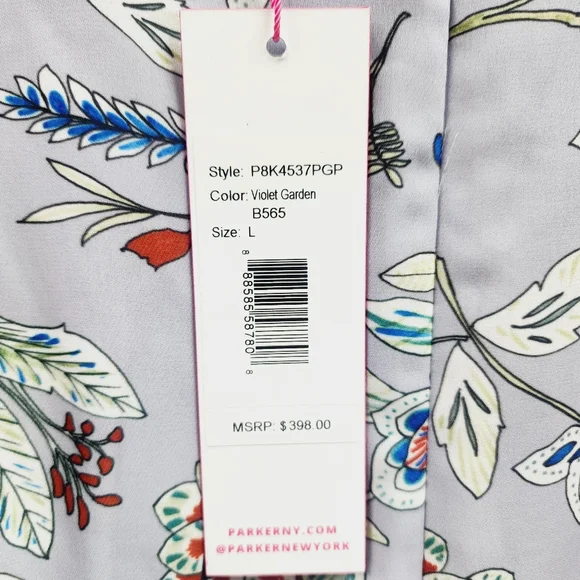 Style: P8K4537PGP
Color: Violet Garden
B565
Size: L
8 88585 58780 8
MSRP: $398.00
PARKERNY.COM
@PARKERNEWYORK